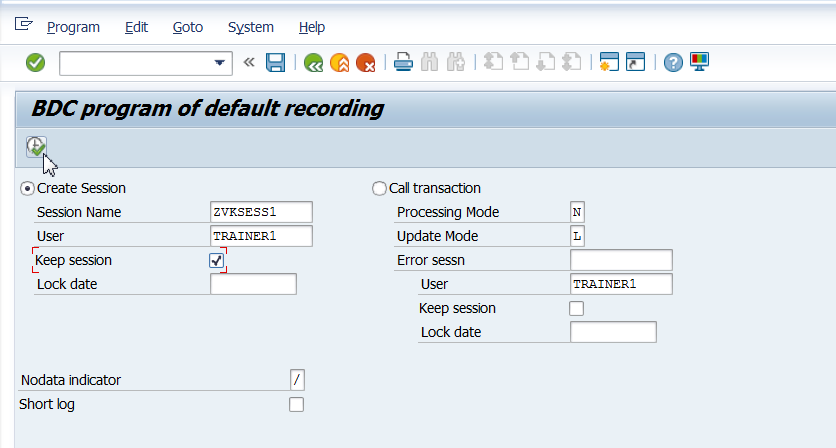 Program Edit Goto System Help
BDC program of default recording
Create Session
Session Name ZVKSESS1
User TRAINER1
Keep session
Lock date
Call transaction
Processing Mode N
Update Mode L
Error sessn
User TRAINER1
Keep session
Lock date
Nodata indicator /
Short log